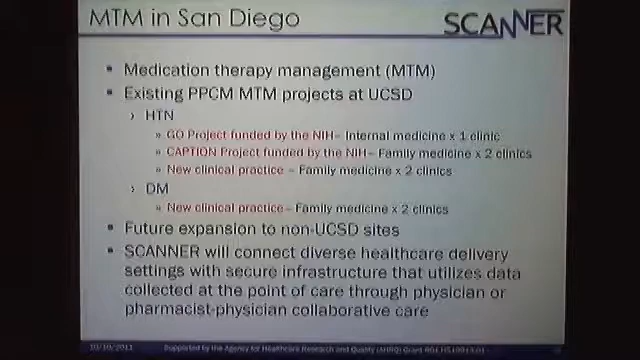 MTM in San Diego
SCANNER
• Medication therapy management (MTM)
• Existing PPCM MTM projects at UCSD
› HTN
» GO Project funded by the NIH– Internal medicine x 1 clinic
» CAPTION Project funded by the NIH– Family medicine x 2 clinics
» New clinical practice – Family medicine x 2 clinics
› DM
» New clinical practice– Family medicine x 2 clinics
• Future expansion to non-UCSD sites
• SCANNER will connect diverse healthcare delivery
settings with secure infrastructure that utilizes data
collected at the point of care through physician or
pharmacist-physician collaborative care
Supported by the Agency for Healthcare Research and Quality (AHRQ) Grant